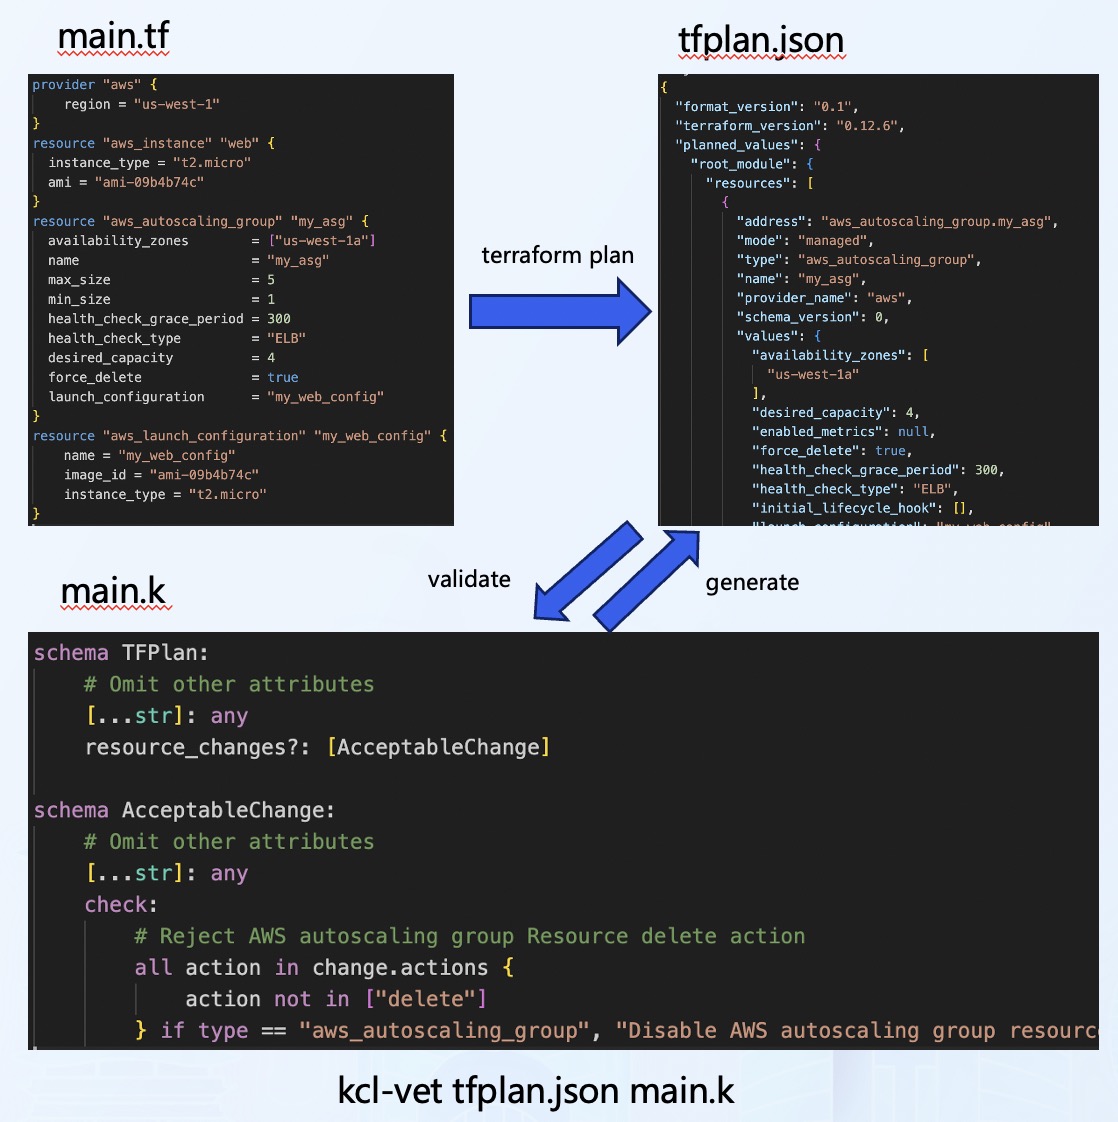 main.tf
provider "aws" {
    region = "us-west-1"
}
resource "aws_instance" "web" {
  instance_type = "t2.micro"
  ami = "ami-09b4b74c"
}
resource "aws_autoscaling_group" "my_asg" {
  availability_zones        = ["us-west-1a"]
  name                      = "my_asg"
  max_size                  = 5
  min_size                  = 1
  health_check_grace_period = 300
  health_check_type         = "ELB"
  desired_capacity          = 4
  force_delete              = true
  launch_configuration      = "my_web_config"
}
resource "aws_launch_configuration" "my_web_config" {
    name = "my_web_config"
    image_id = "ami-09b4b74c"
    instance_type = "t2.micro"
}
terraform plan
tfplan.json
{
  "format_version": "0.1",
  "terraform_version": "0.12.6",
  "planned_values": {
    "root_module": {
      "resources": [
        {
          "address": "aws_autoscaling_group.my_asg",
          "mode": "managed",
          "type": "aws_autoscaling_group",
          "name": "my_asg",
          "provider_name": "aws",
          "schema_version": 0,
          "values": {
            "availability_zones": [
              "us-west-1a"
            ],
            "desired_capacity": 4,
            "enabled_metrics": null,
            "force_delete": true,
            "health_check_grace_period": 300,
            "health_check_type": "ELB",
            "initial_lifecycle_hook": [],
            "launch_configuration": "my_web_config"
validate
generate
main.k
schema TFPlan:
    # Omit other attributes
    [...str]: any
    resource_changes?: [AcceptableChange]
schema AcceptableChange:
    # Omit other attributes
    [...str]: any
    check:
        # Reject AWS autoscaling group Resource delete action
        all action in change.actions {
            action not in ["delete"]
        } if type == "aws_autoscaling_group", "Disable AWS autoscaling group resourc
kcl-vet tfplan.json main.k